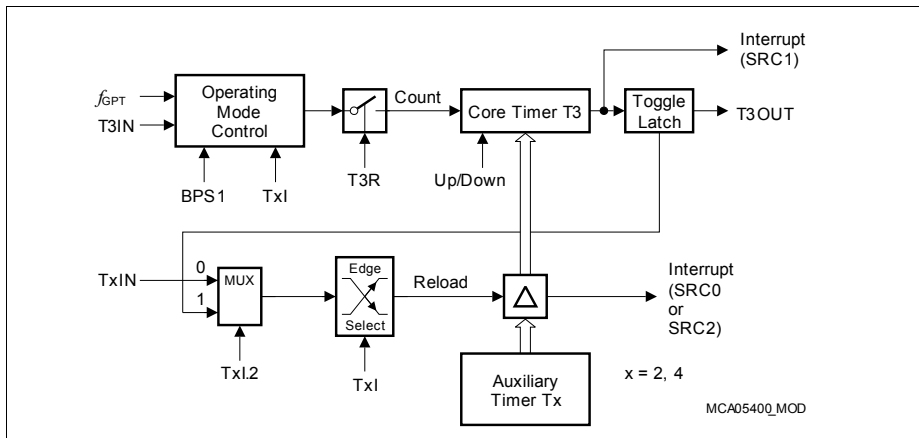 Interrupt
(SRC1)
fGPT
T3IN
Operating
Mode
Control
Count
Core Timer T3
Toggle
Latch
T3OUT
BPS1
TxI
T3R
Up/Down
TxIN
0
1
MUX
Edge
Select
Reload
Δ
Interrupt
(SRC0
or
SRC2)
TxI.2
TxI
Auxiliary
Timer Tx
x = 2, 4
MCA05400_MOD